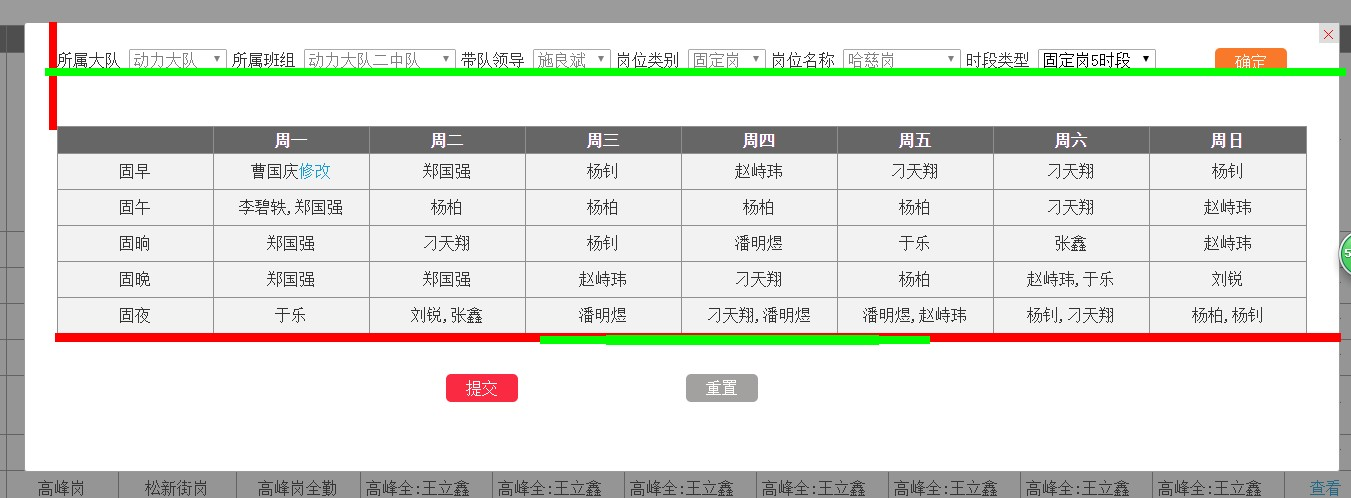 所属大队 动力大队 所属班组 动力大队二中队 带队领导 施良斌 岗位类别 固定岗 岗位名称 哈慈岗 时段类型 固定岗5时段 确定
周一 周二 周三 周四 周五 周六 周日
固早 曹国庆修改 郑国强 杨钊 赵峙玮 刁天翔 刁天翔 杨钊
固午 李碧轶,郑国强 杨柏 杨柏 杨柏 杨柏 刁天翔 赵峙玮
固晌 郑国强 刁天翔 杨钊 潘明煜 于乐 张鑫 赵峙玮
固晚 郑国强 郑国强 赵峙玮 刁天翔 杨柏 赵峙玮,于乐 刘锐
固夜 于乐 刘锐,张鑫 潘明煜 刁天翔,潘明煜 潘明煜,赵峙玮 杨钊,刁天翔 杨柏,杨钊
提交 重置
高峰岗 松新街岗 高峰岗全勤 高峰全:王立鑫 高峰全:王立鑫 高峰全:王立鑫 高峰全:王立鑫 高峰全:王立鑫 高峰全:王立鑫 高峰全:王立鑫 查看